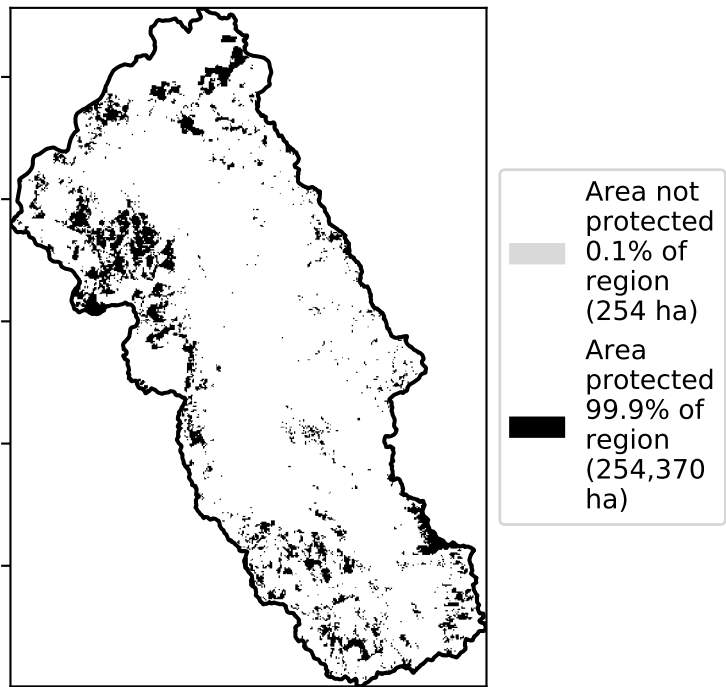 Area not
protected
0.1% of
region
(254 ha)
Area
protected
99.9% of
region
(254,370
ha)